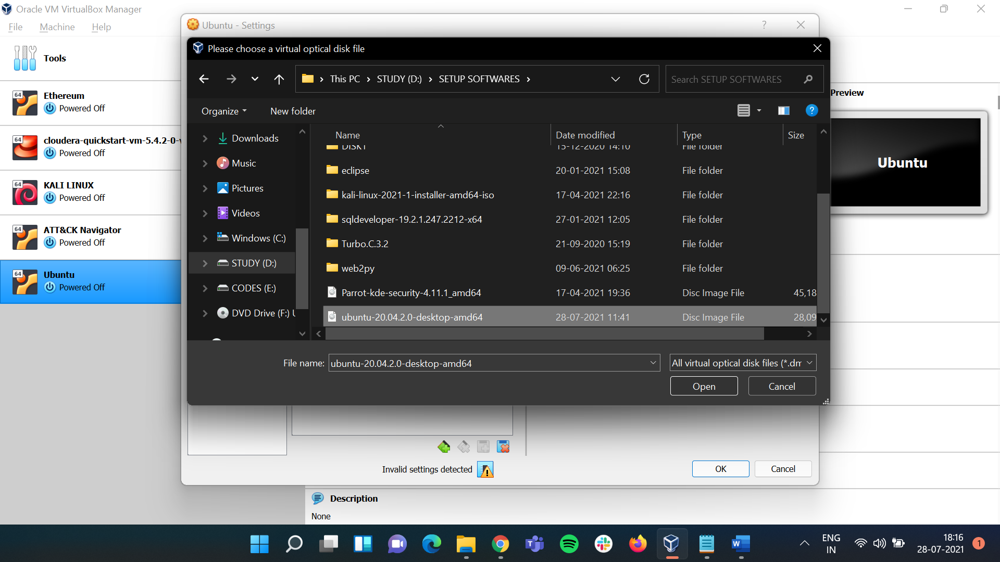 Oracle VM VirtualBox Manager
File Machine Help
Tools
64
Ethereum
Powered Off
64
cloudera-quickstart-vm-5.4.2-0-v
Powered Off
64
KALI LINUX
Powered Off
64
ATT&CK Navigator
Powered Off
64
Ubuntu
Powered Off
Ubuntu - Settings
?
Please choose a virtual optical disk file
This PC › STUDY (D:) › SETUP SOFTWARES ›
Search SETUP SOFTWARES
Organize
New folder
?
Downloads
Music
Pictures
Videos
Windows (C:)
STUDY (D:)
CODES (E:)
DVD Drive (F:) U
Name Date modified Type Size
DISK1 15-12-2020 14:10 File folder
eclipse 20-01-2021 15:08 File folder
kali-linux-2021-1-installer-amd64-iso 17-04-2021 22:16 File folder
sqldeveloper-19.2.1.247.2212-x64 27-01-2021 12:05 File folder
Turbo.C.3.2 21-09-2020 15:19 File folder
web2py 09-06-2021 06:25 File folder
Parrot-kde-security-4.11.1_amd64 17-04-2021 19:36 Disc Image File 45,18
ubuntu-20.04.2.0-desktop-amd64 28-07-2021 11:41 Disc Image File 28,09
File name: ubuntu-20.04.2.0-desktop-amd64
All virtual optical disk files (*.dm
Open
Cancel
Invalid settings detected
OK
Cancel
Preview
Ubuntu
Description
None
ENG
IN
18:16
28-07-2021
1